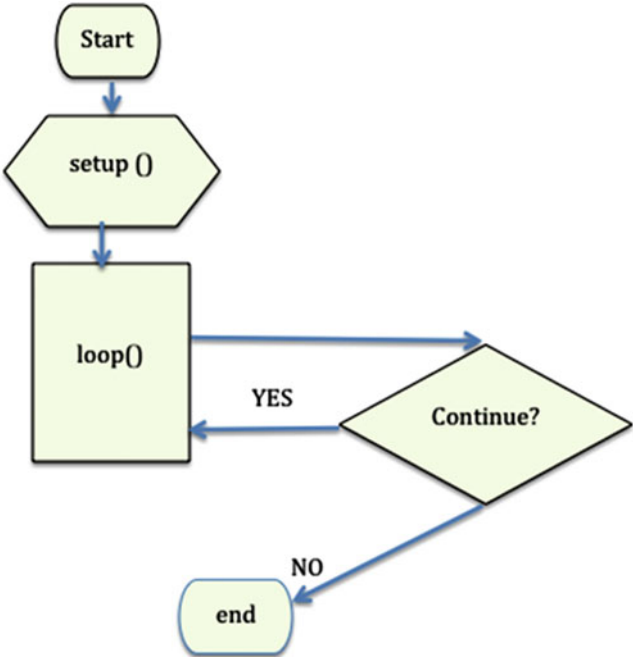 Start
setup ()
loop()
YES
Continue?
NO
end